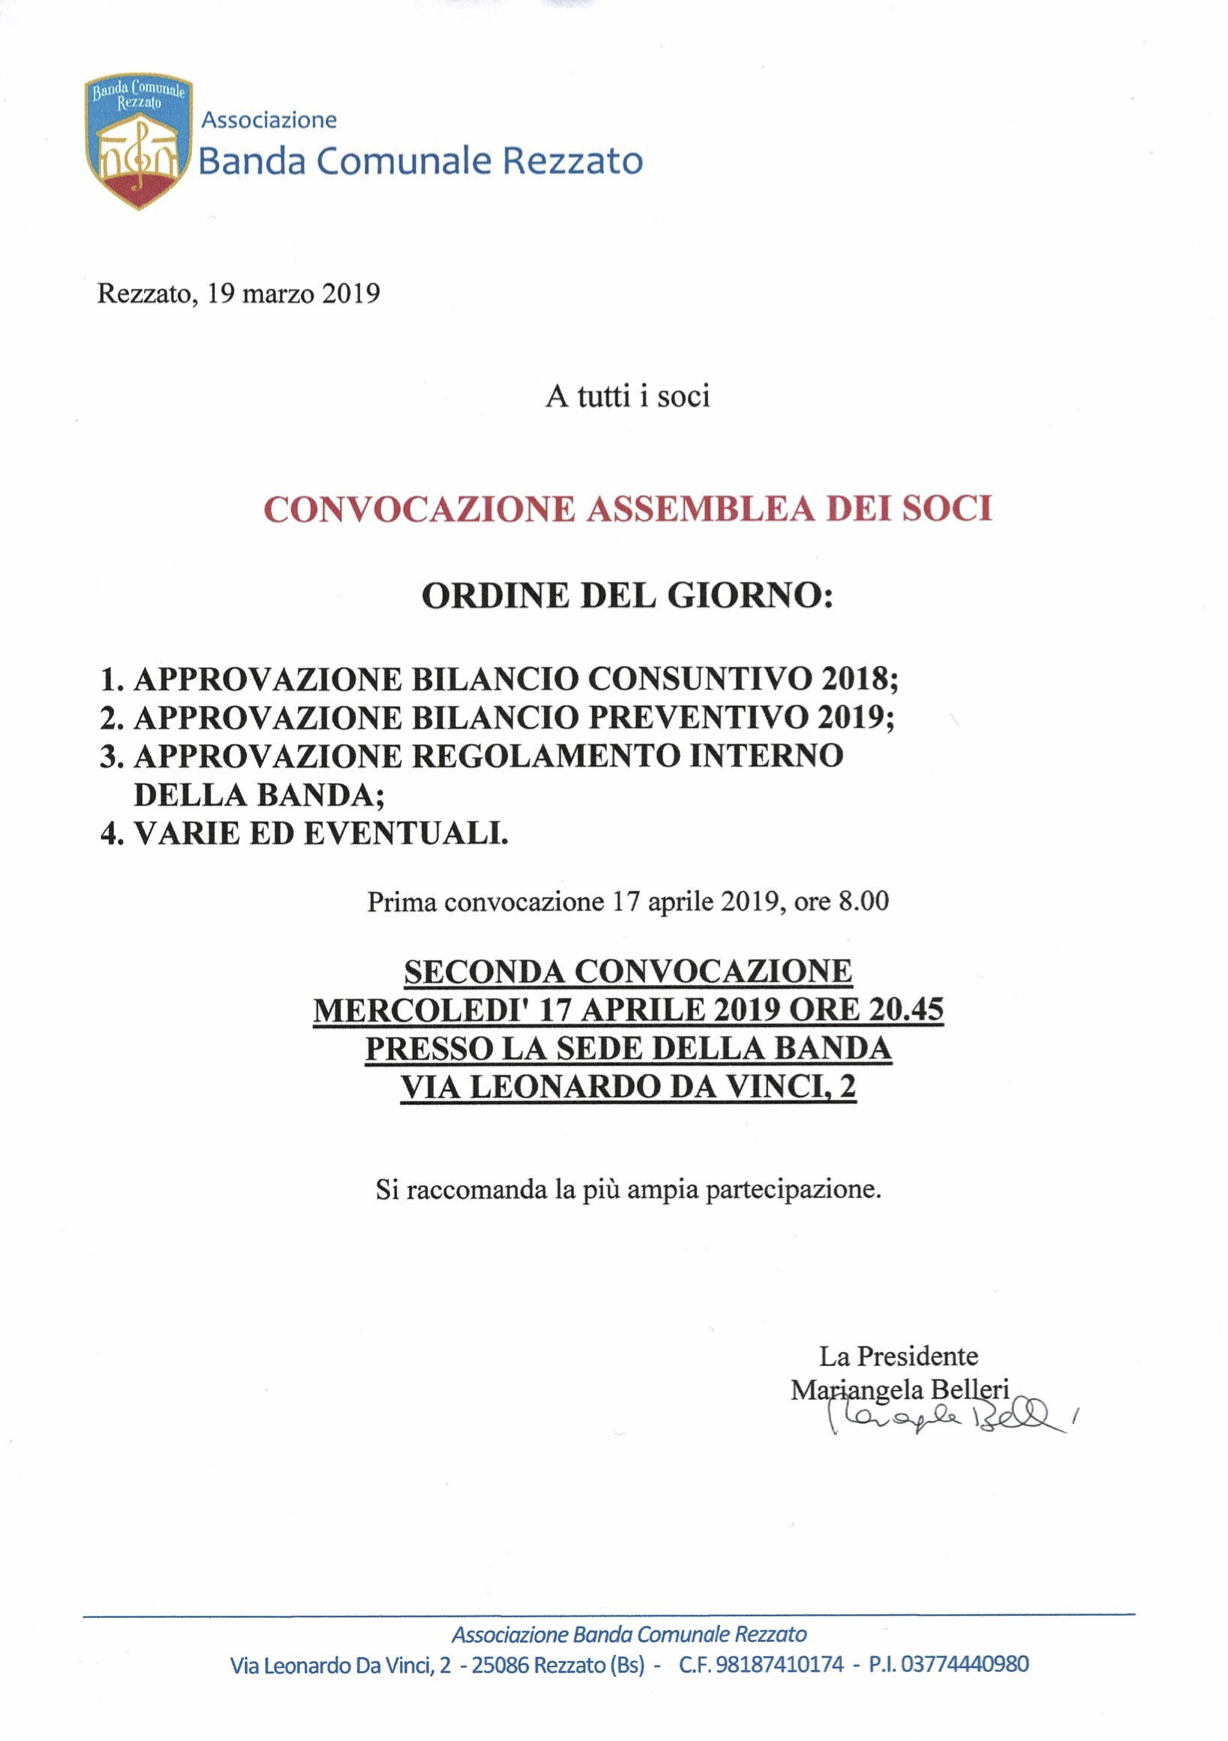 Banda Comunale
Rezzato
Associazione
Banda Comunale Rezzato
Rezzato, 19 marzo 2019
A tutti i soci
CONVOCAZIONE ASSEMBLEA DEI SOCI
ORDINE DEL GIORNO:
1. APPROVAZIONE BILANCIO CONSUNTIVO 2018;
2. APPROVAZIONE BILANCIO PREVENTIVO 2019;
3. APPROVAZIONE REGOLAMENTO INTERNO
DELLA BANDA;
4. VARIE ED EVENTUALI.
Prima convocazione 17 aprile 2019, ore 8.00
SECONDA CONVOCAZIONE
MERCOLEDI' 17 APRILE 2019 ORE 20.45
PRESSO LA SEDE DELLA BANDA
VIA LEONARDO DA VINCI, 2
Si raccomanda la più ampia partecipazione.
La Presidente
Mariangela Belleri
Mariangela Belleri
Associazione Banda Comunale Rezzato
Via Leonardo Da Vinci, 2 - 25086 Rezzato (Bs) - C.F. 98187410174 - P.I. 03774440980